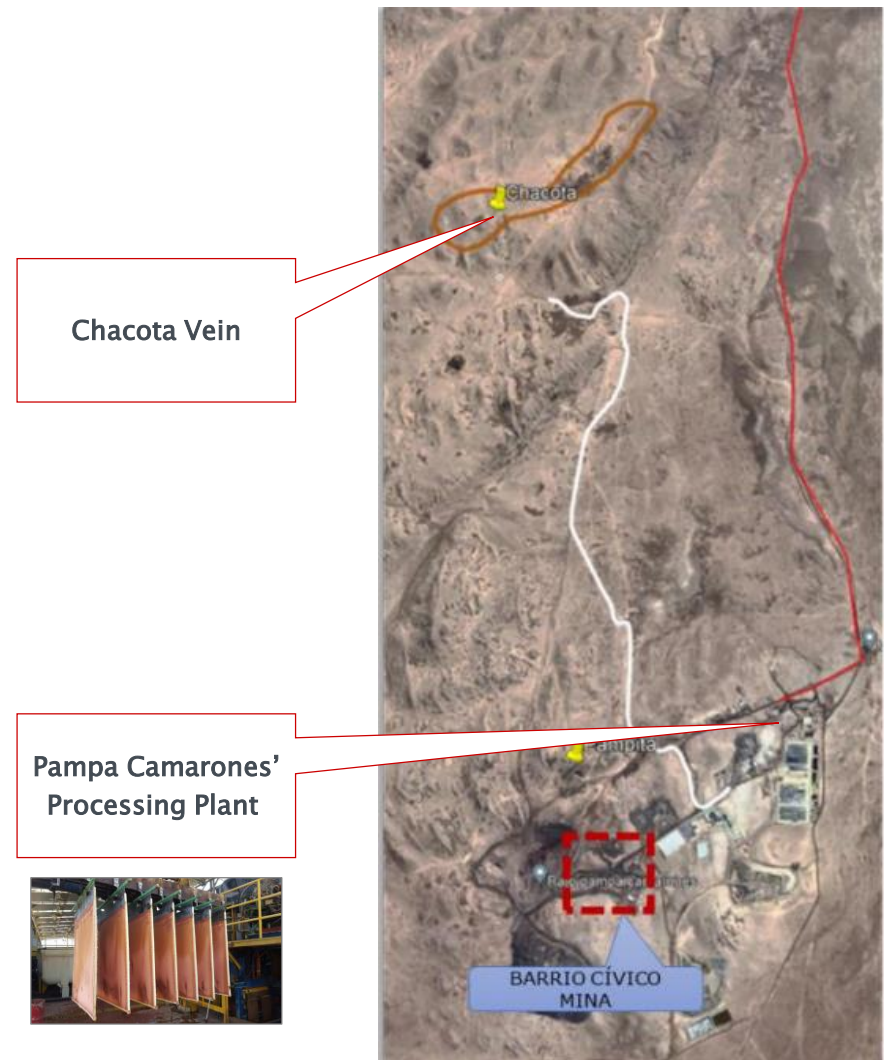 Chacota
Chacota Vein
Pampa Camarones’
Processing Plant
Pampita
BARRIO CÍVICO
MINA